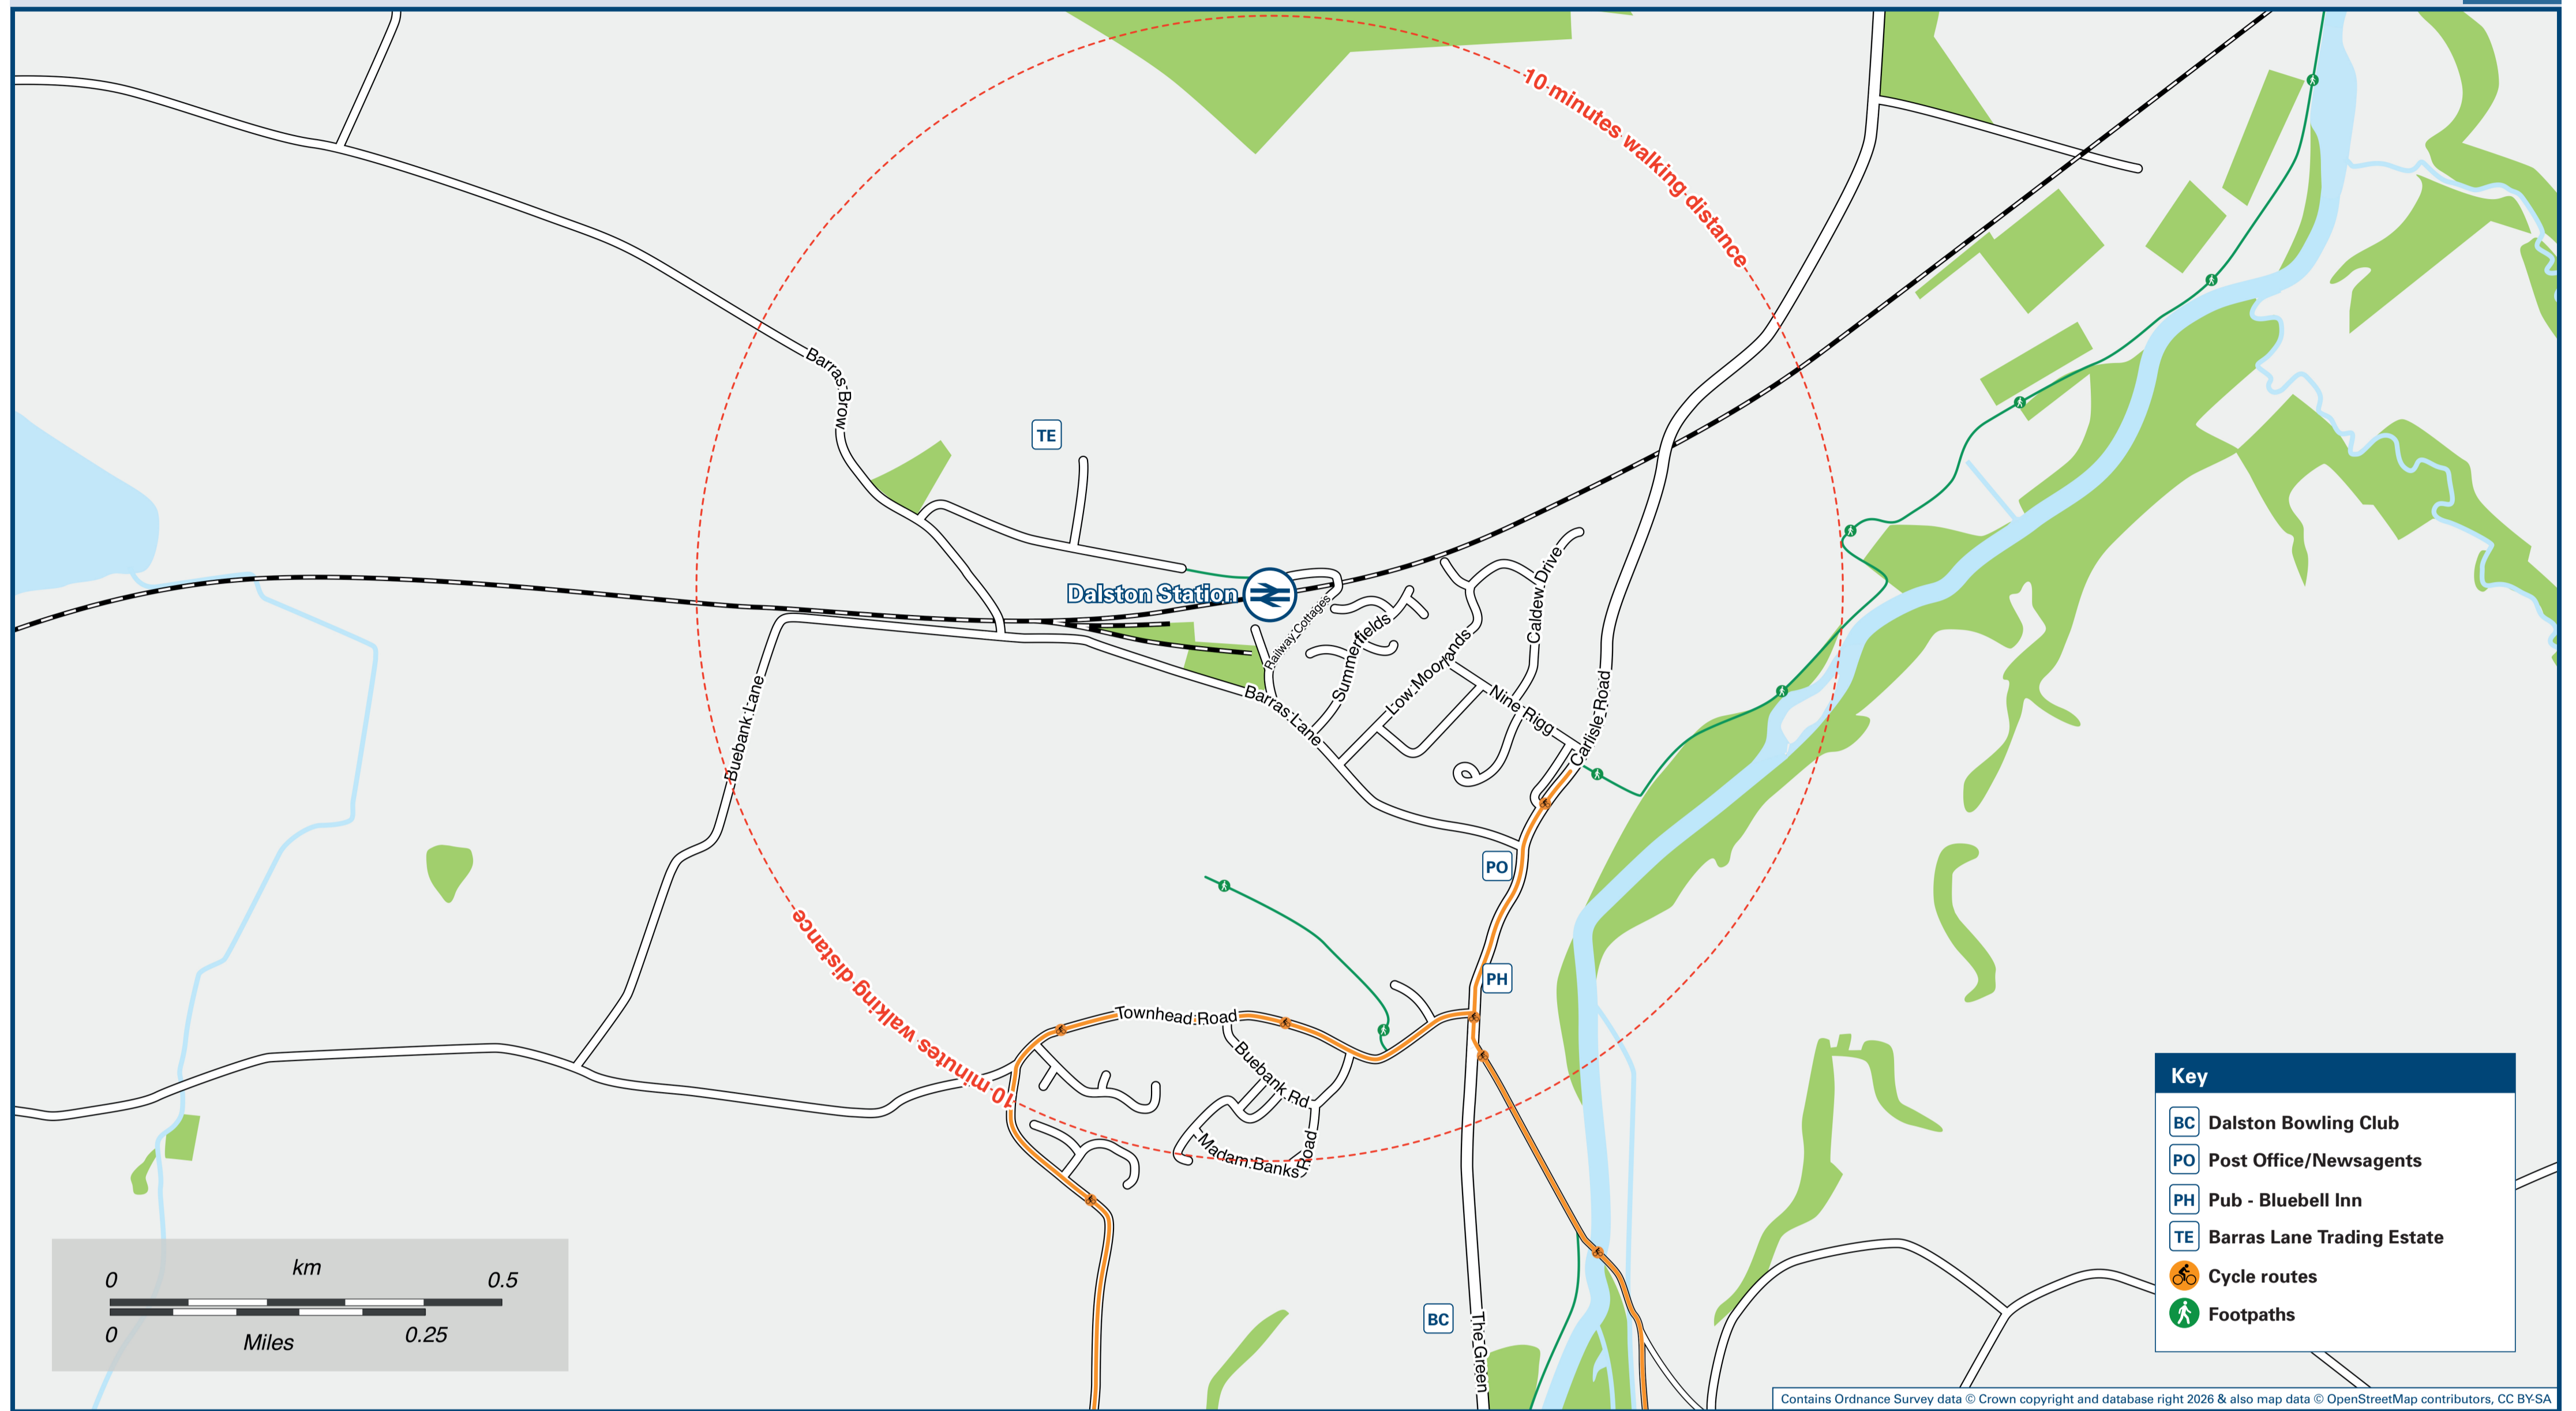 10 minutes walking distance
Barras Brow
TE
Dalston Station
Railway Cottages
Summerfields
Low Moorlands
Caldew Drive
Nine Rigg
Carlisle Road
Barras Lane
Buebank Lane
PO
PH
10 minutes walking distance
Townhead Road
Buebank Rd
Madam Banks Road
BC
The Green
km
0 0.5
0 0.25
Miles
Key
BC Dalston Bowling Club
PO Post Office/Newsagents
PH Pub - Bluebell Inn
TE Barras Lane Trading Estate
Cycle routes
Footpaths
Contains Ordnance Survey data © Crown copyright and database right 2026 & also map data © OpenStreetMap contributors, CC BY-SA